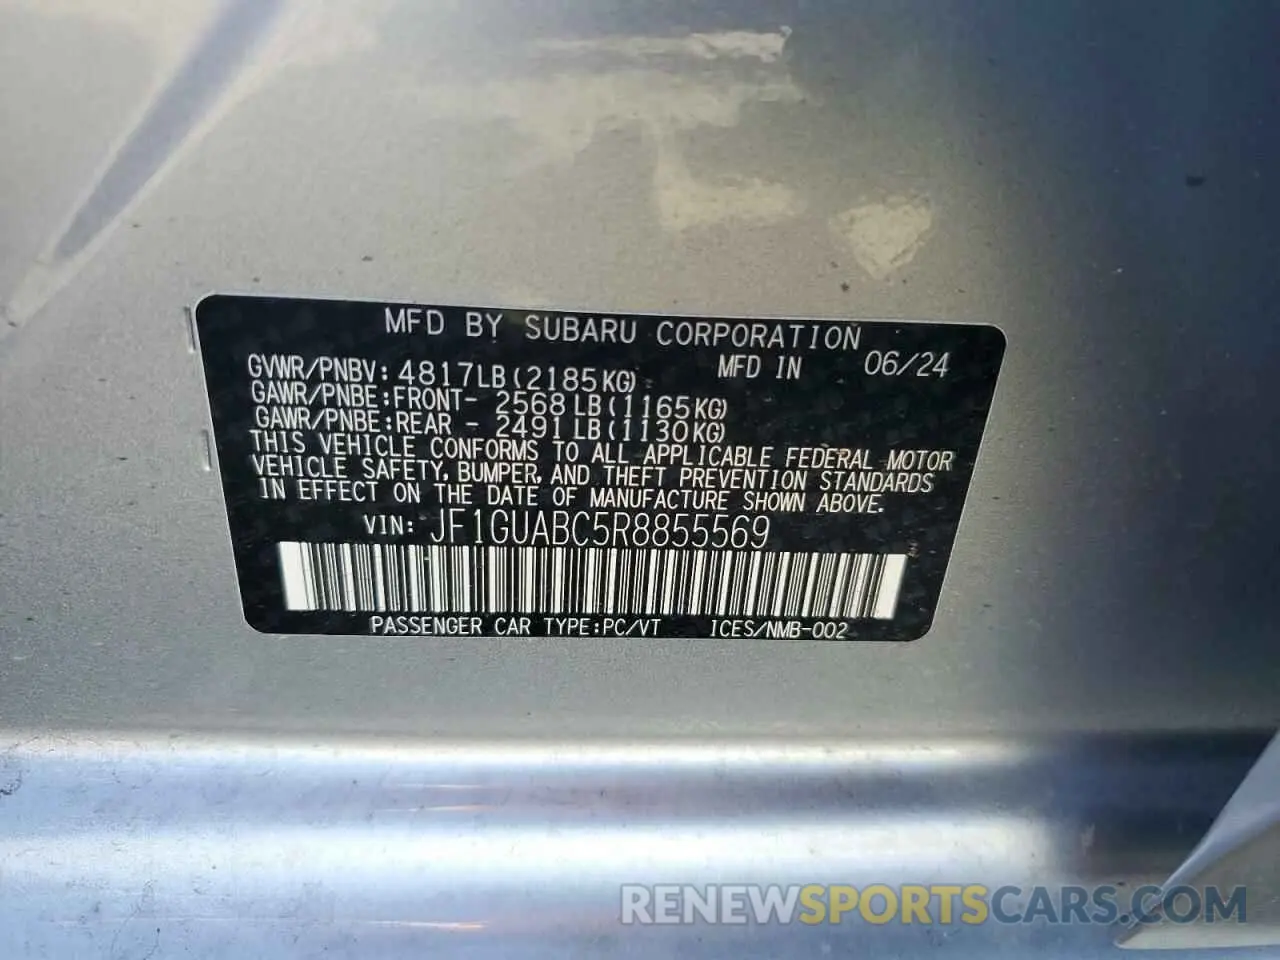 MFD BY SUBARU CORPORATION
GVWR/PNBV: 4817LB(2185KG) MFD IN 06/24
GAWR/PNBE:FRONT- 2568 LB(1165KG)
GAWR/PNBE:REAR - 2491 LB(1130KG)
THIS VEHICLE CONFORMS TO ALL APPLICABLE FEDERAL MOTOR
VEHICLE SAFETY, BUMPER, AND THEFT PREVENTION STANDARDS
IN EFFECT ON THE DATE OF MANUFACTURE SHOWN ABOVE.
VIN: JF1GUABC5R8855569
PASSENGER CAR TYPE:PC/VT ICES/NMB-002
RENEWSPORTSCARS.COM